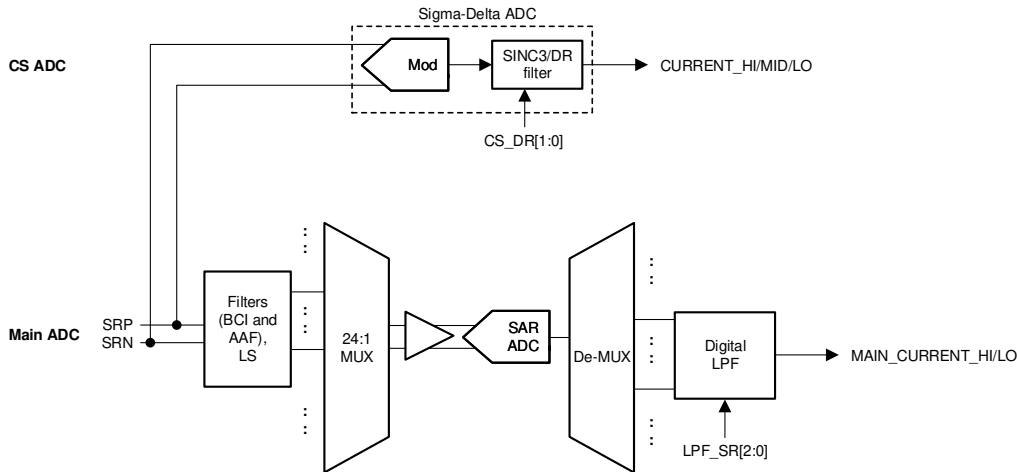 Sigma-Delta ADC
CS ADC
Mod
SINC3/DR
filter
CURRENT_HI/MID/LO
CS_DR[1:0]
Main ADC
SRP
SRN
Filters
(BCI and
AAF),
LS
24:1
MUX
SAR
ADC
De-MUX
Digital
LPF
MAIN_CURRENT_HI/LO
LPF_SR[2:0]